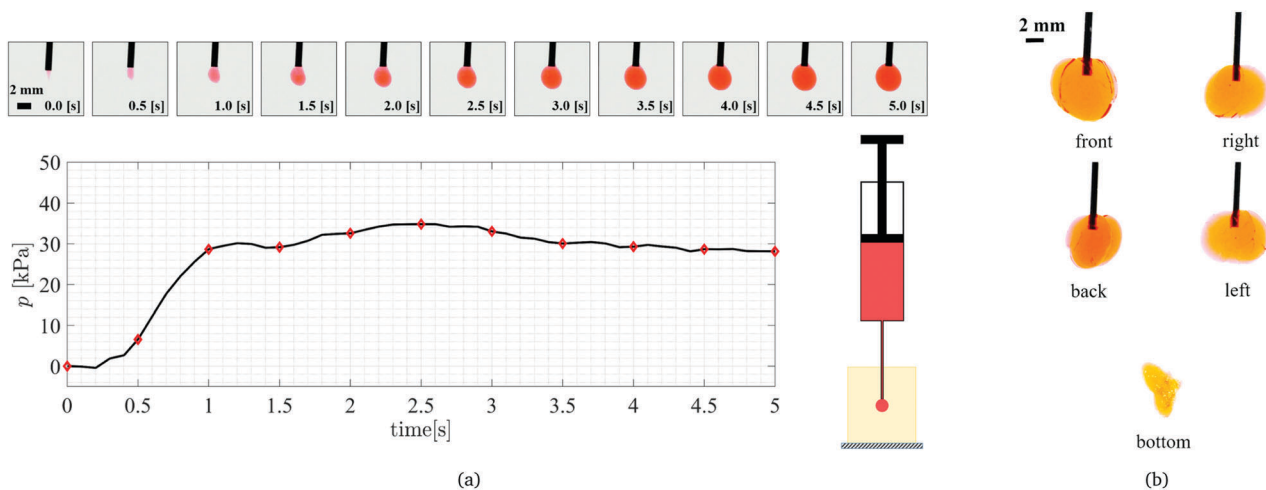 2 mm
0.0 [s]
0.5 [s]
1.0 [s]
1.5 [s]
2.0 [s]
2.5 [s]
3.0 [s]
3.5 [s]
4.0 [s]
4.5 [s]
5.0 [s]
50
40
30
20
10
0
p [kPa]
0 0.5 1 1.5 2 2.5 3 3.5 4 4.5 5
time[s]
(a)
2 mm
front
right
back
left
bottom
(b)